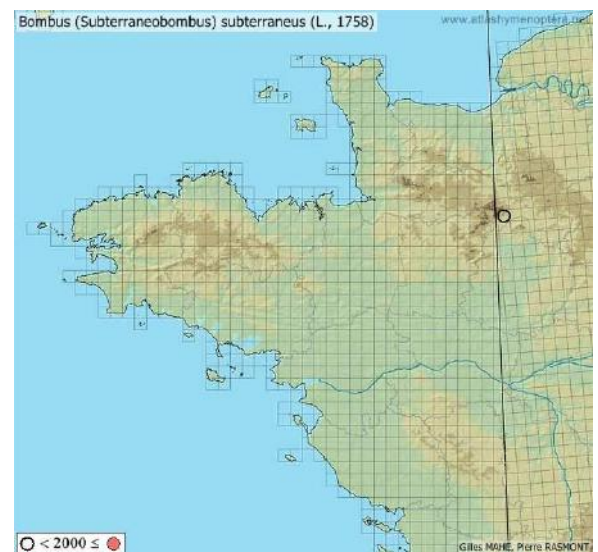 Bombus (Subterraneobombus) subterraneus (L., 1758)
www.atlashymenoptera.net
< 2000 ≤
Gilles MAHE, Pierre RASMONT